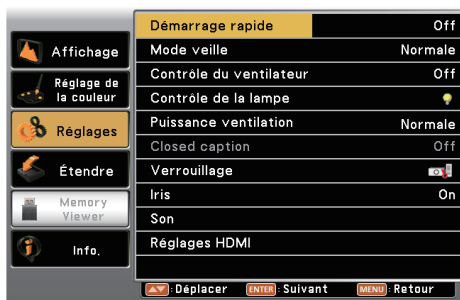 Affichage
Réglage de
la couleur
Réglages
Étendre
Memory
Viewer
Info.
Démarrage rapide Off
Mode veille Normale
Contrôle du ventilateur Off
Contrôle de la lampe
Puissance ventilation Normale
Closed caption Off
Verrouillage
Iris On
Son
Réglages HDMI
:Déplacer ENTER :Suivant MENU :Retour